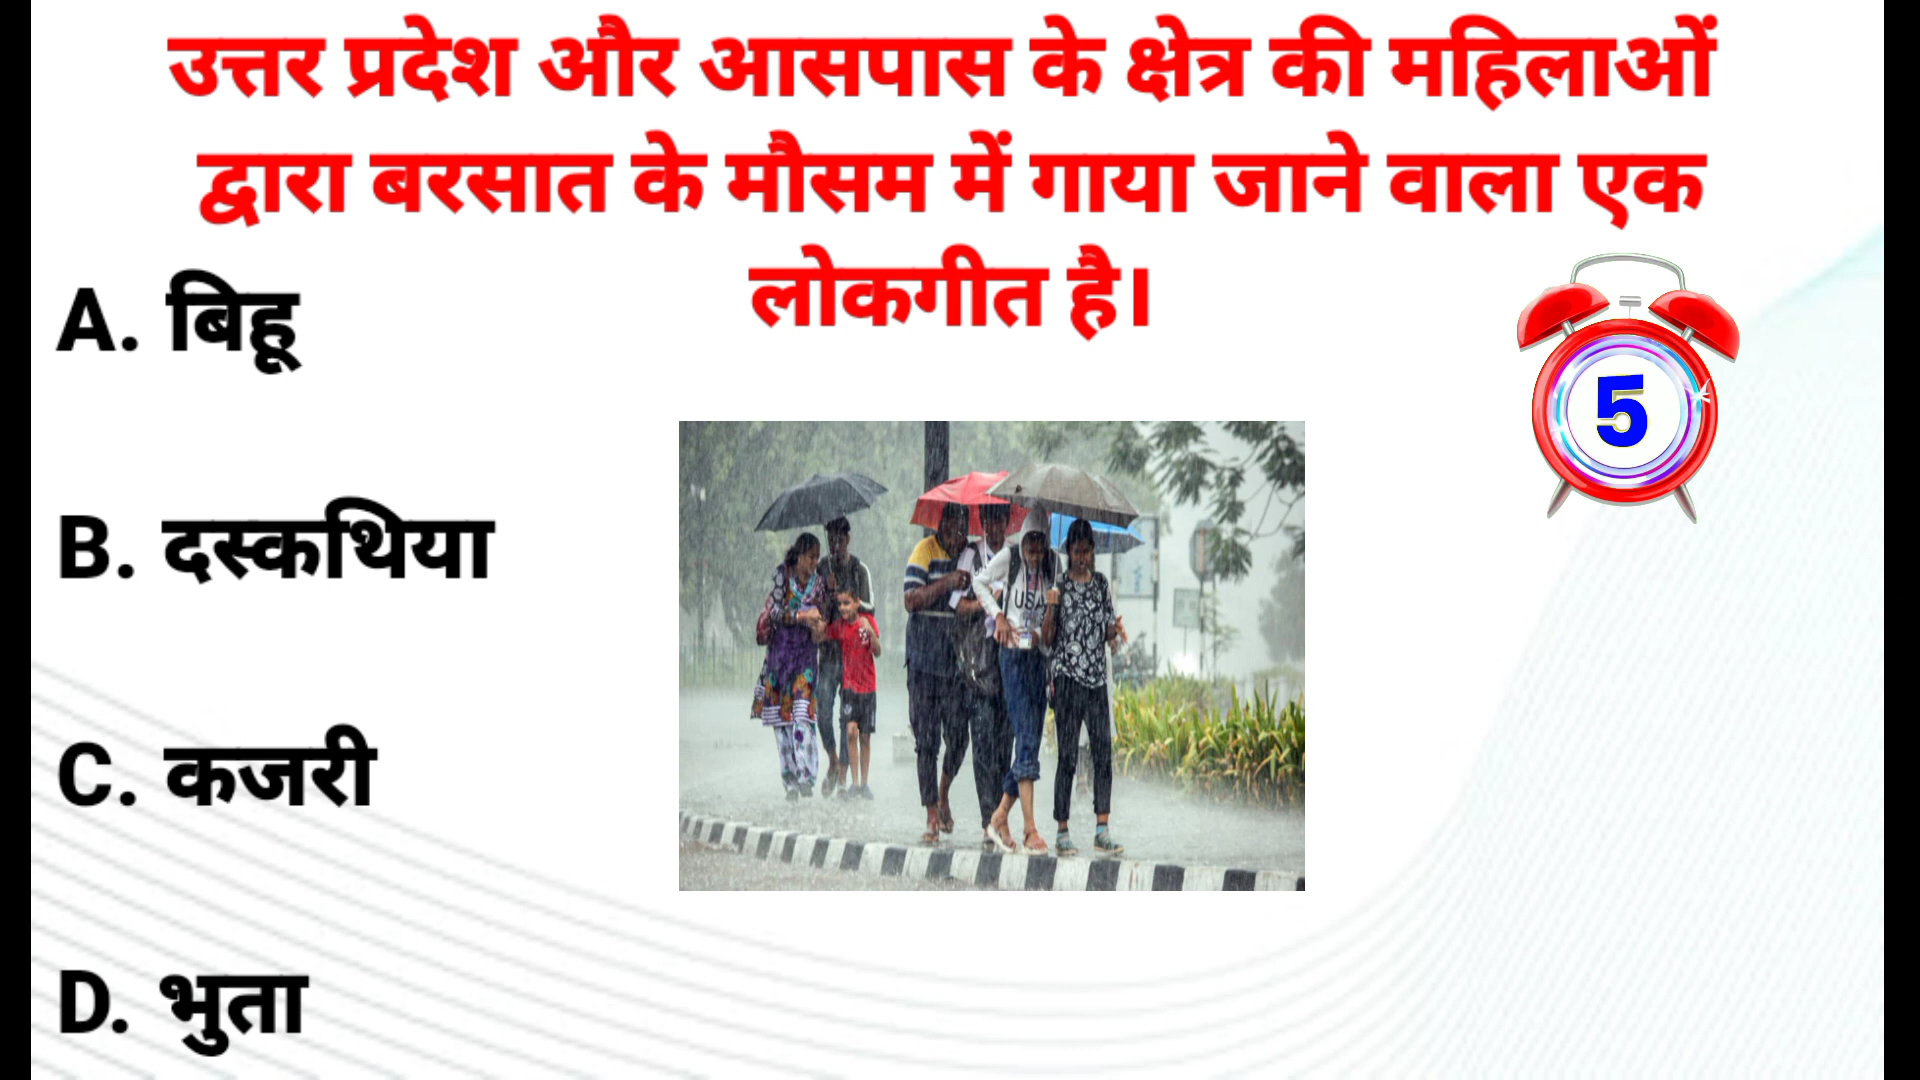 उत्तर प्रदेश और आसपास के क्षेत्र की महिलाओं
द्वारा बरसात के मौसम में गाया जाने वाला एक
लोकगीत है।
A. बिहू
5
B. दस्कथिया
USA
C. कजरी
D. भुता